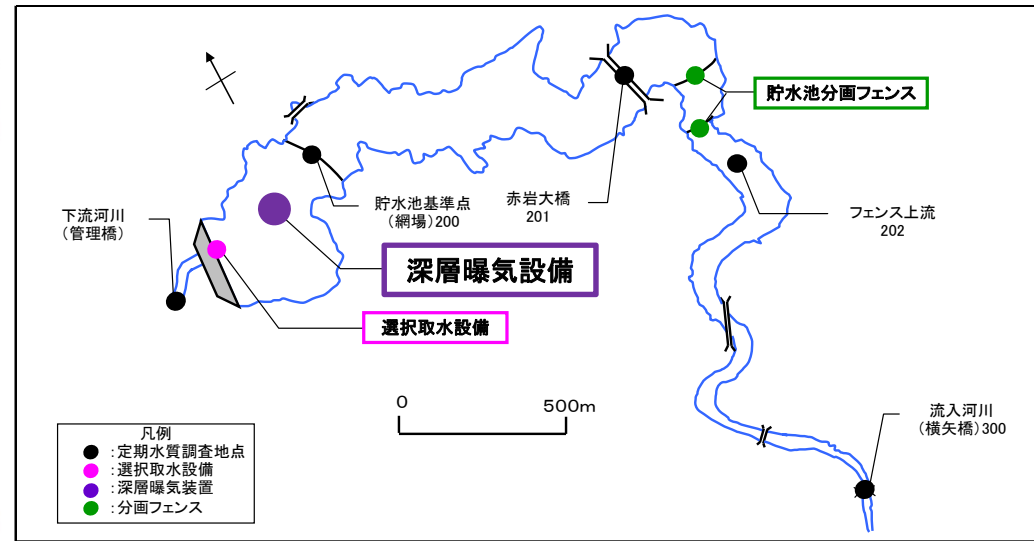 貯水池分画フェンス
下流河川
（管理橋）
貯水池基準点
（網場）200
赤岩大橋
201
フェンス上流
202
深層曝気設備
選択取水設備
0
500m
流入河川
（横矢橋）300
凡例
：定期水質調査地点
：選択取水設備
：深層曝気装置
：分画フェンス